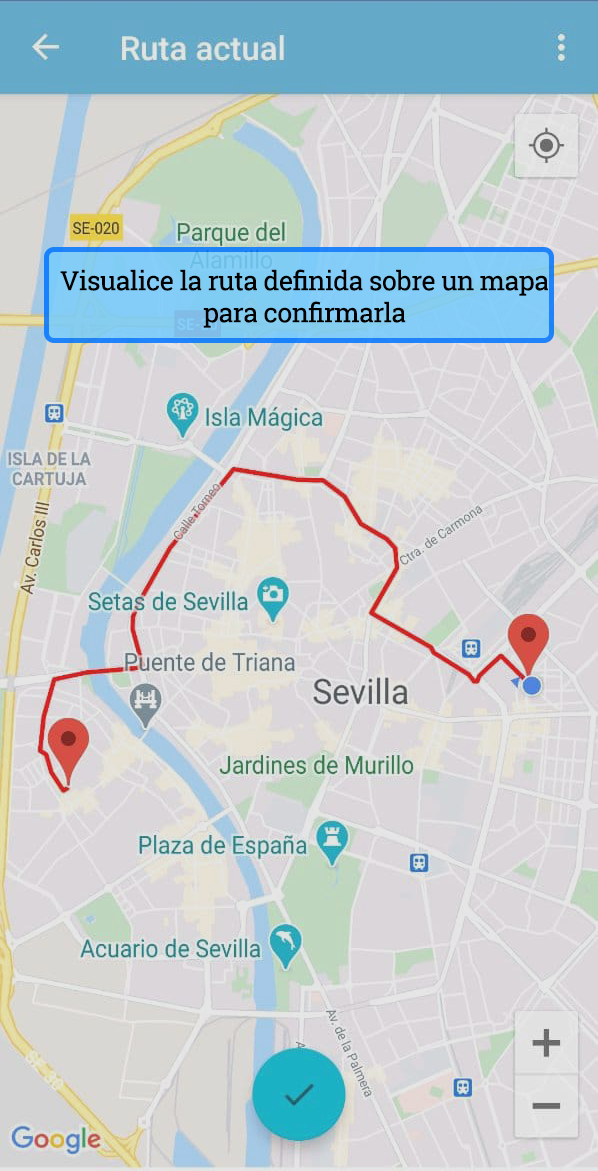 Ruta actual
SE-020
Parque del
Alamillo
Visualice la ruta definida sobre un mapa
para confirmarla
Isla Mágica
ISLA DE LA
CARTUJA
Calle Torneo
Av. Carlos III
Ctra. de Carmona
Setas de Sevilla
Puente de Triana
Sevilla
Jardines de Murillo
Plaza de España
Acuario de Sevilla
Av. de la Palmera
SE-30
Google